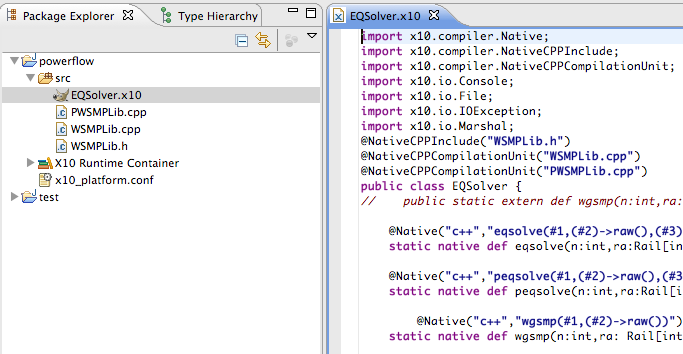 Package Explorer
Type Hierarchy
powerflow
src
EQSolver.x10
PWSMPLib.cpp
WSMPLib.cpp
WSMPLib.h
X10 Runtime Container
x10_platform.conf
test
EQSolver.x10
import x10.compiler.Native;
import x10.compiler.NativeCPPInclude;
import x10.compiler.NativeCPPCompilationUnit;
import x10.io.Console;
import x10.io.File;
import x10.io.IOException;
import x10.io.Marshal;
@NativeCPPInclude("WSMPLib.h")
@NativeCPPCompilationUnit("WSMPLib.cpp")
@NativeCPPCompilationUnit("PWSMPLib.cpp")
public class EQSolver {
// public static extern def wgsmp(n:int,ra:
@Native("c++","eqsolve(#1,(#2)->raw(),(#3)
static native def eqsolve(n:int,ra:Rail[in
@Native("c++","peqsolve(#1,(#2)->raw(),(#3
static native def peqsolve(n:int,ra:Rail[i
@Native("c++","wgsmp(#1,(#2)->raw())")
static native def wgsmp(n:int,ra: Rail[int